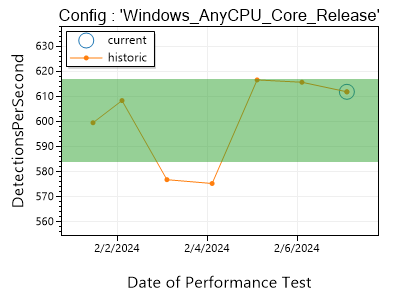 Config : 'Windows_AnyCPU_Core_Release'
current
historic
DetectionsPerSecond
630
620
610
600
590
580
570
560
2/2/2024
2/4/2024
2/6/2024
Date of Performance Test